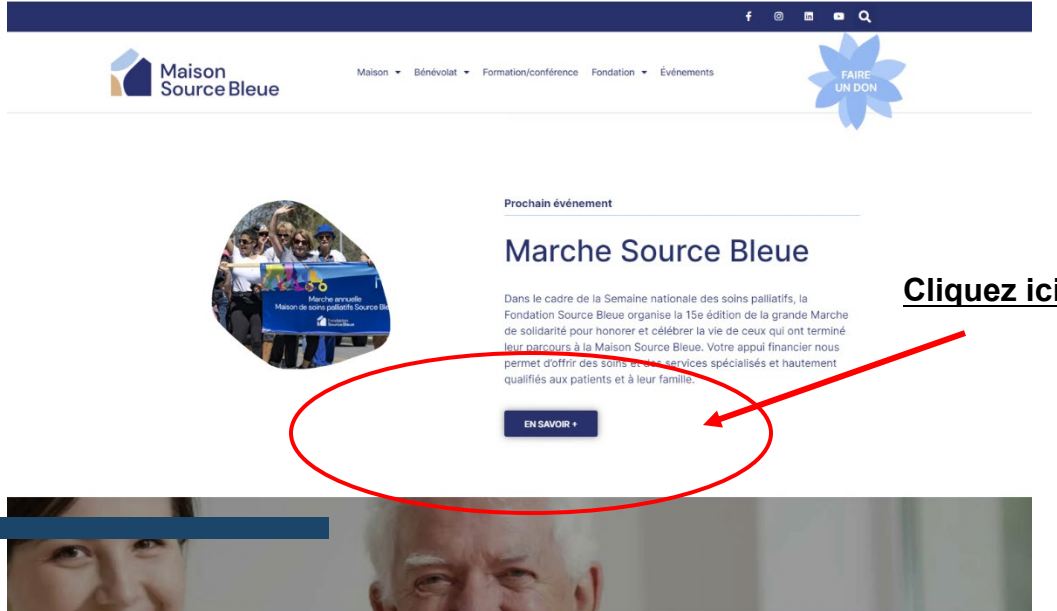 Maison
Source Bleue
Maison
Bénévolat
Formation/conférence
Fondation
Événements
FAIRE
UN DON
Prochain événement
Marche Source Bleue
Dans le cadre de la Semaine nationale des soins palliatifs, la
Fondation Source Bleue organise la 15e édition de la grande Marche
de solidarité pour honorer et célébrer la vie de ceux qui ont terminé
leur parcours à la Maison Source Bleue. Votre appui financier nous
permet d'offrir des soins et des services spécialisés et hautement
qualifiés aux patients et à leur famille.
EN SAVOIR +
Cliquez ici
Marche annuelle
Maison de soins palliatifs Source Ble
Fondation
Source Bleue